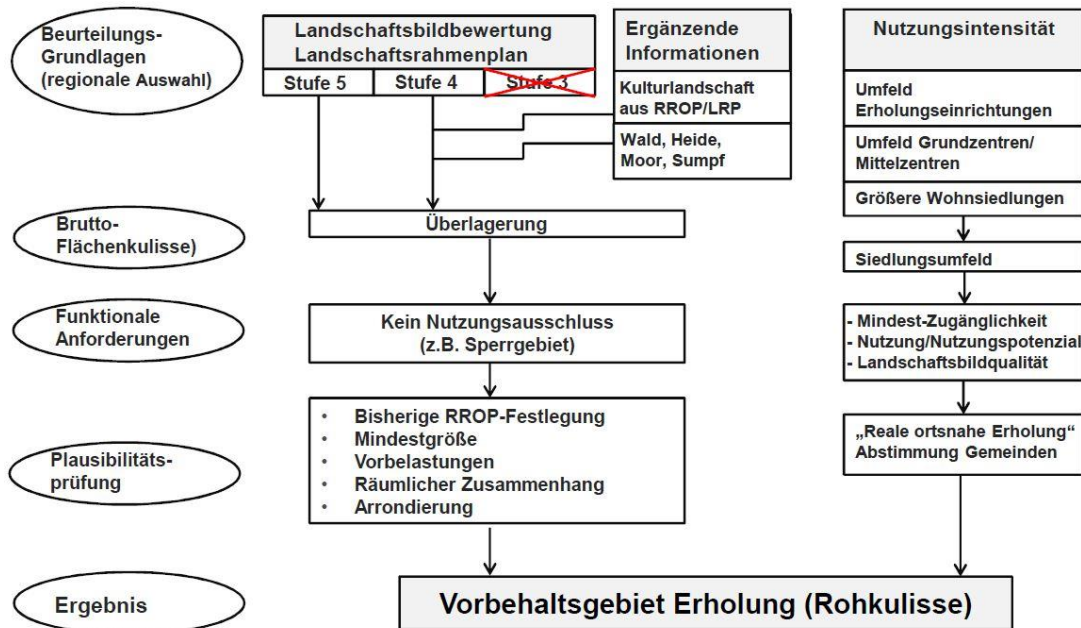 Beurteilungs-
Grundlagen
(regionale Auswahl)
Landschaftsbildbewertung
Landschaftsrahmenplan
Stufe 5
Stufe 4
Stufe 3
Ergänzende
Informationen
Kulturlandschaft
aus RROP/LRP
Wald, Heide,
Moor, Sumpf
Nutzungsintensität
Umfeld
Erholungseinrichtungen
Umfeld Grundzentren/
Mittelzentren
Größere Wohnsiedlungen
Brutto-
Flächenkulisse)
Überlagerung
Siedlungsumfeld
Funktionale
Anforderungen
Kein Nutzungsausschluss
(z.B. Sperrgebiet)
- Mindest-Zugänglichkeit
- Nutzung/Nutzungspotenzial
- Landschaftsbildqualität
Plausibilitäts-
prüfung
• Bisherige RROP-Festlegung
• Mindestgröße
• Vorbelastungen
• Räumlicher Zusammenhang
• Arrondierung
„Reale ortsnahe Erholung“
Abstimmung Gemeinden
Ergebnis
Vorbehaltsgebiet Erholung (Rohkulisse)